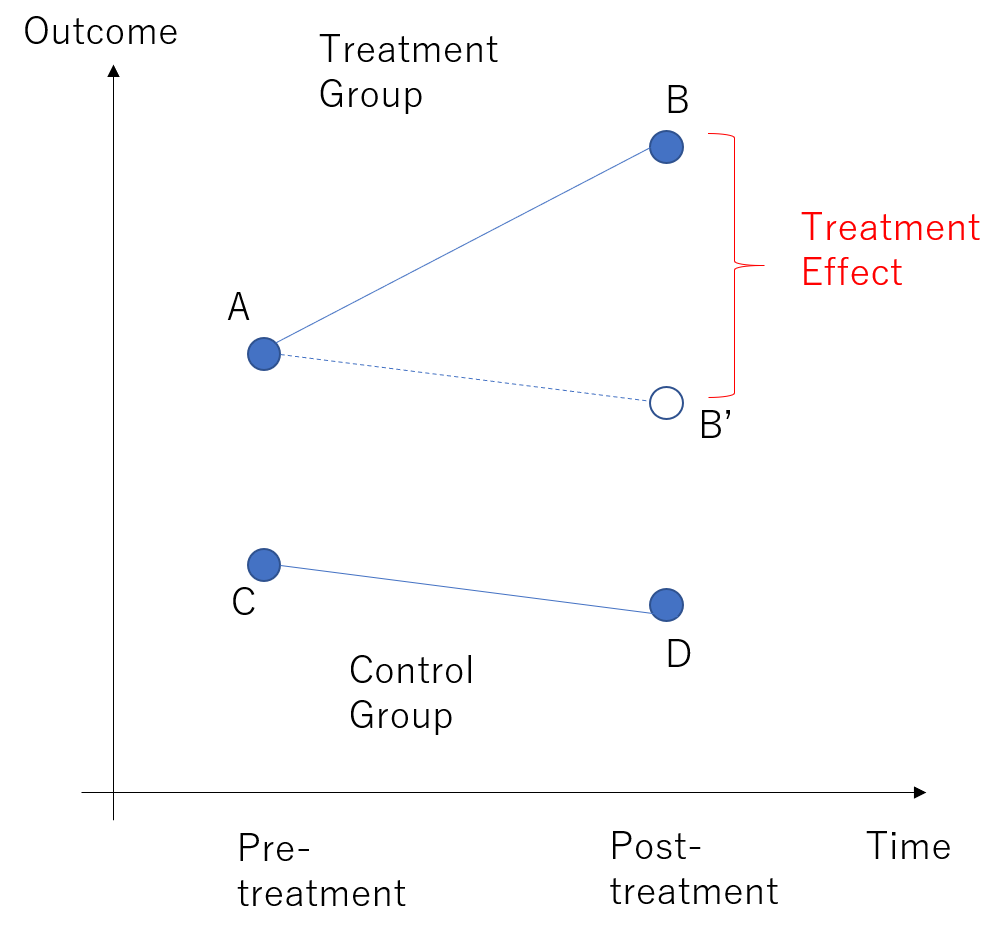 Outcome
Treatment
Group
B
Treatment
Effect
A
B’
C
D
Control
Group
Pre-
treatment
Post-
treatment
Time